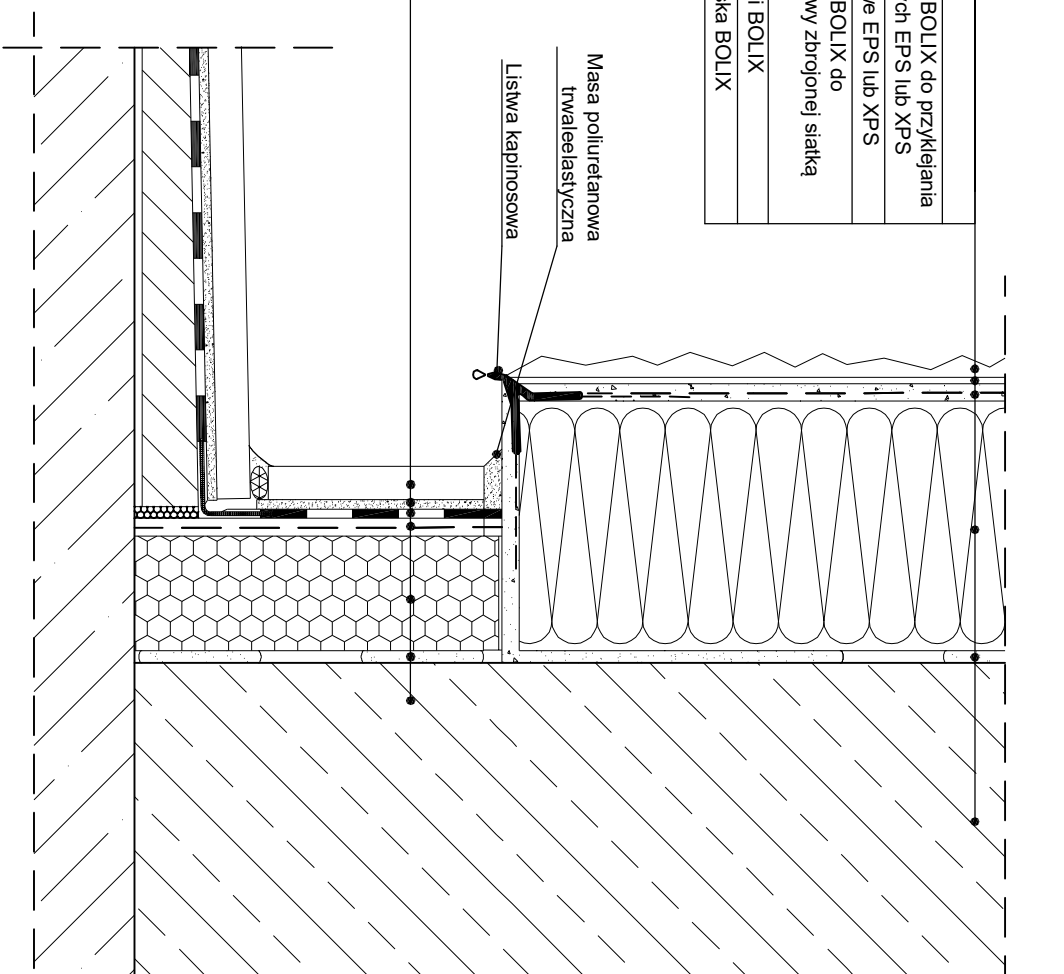 BOLIX do przyklejania
ch EPS lub XPS
we EPS lub XPS
BOLIX do
wy zbrojonej siatką
i BOLIX
ka BOLIX
Masa poliuretanowa
trwaleelastyczna
Listwa kapinosowa